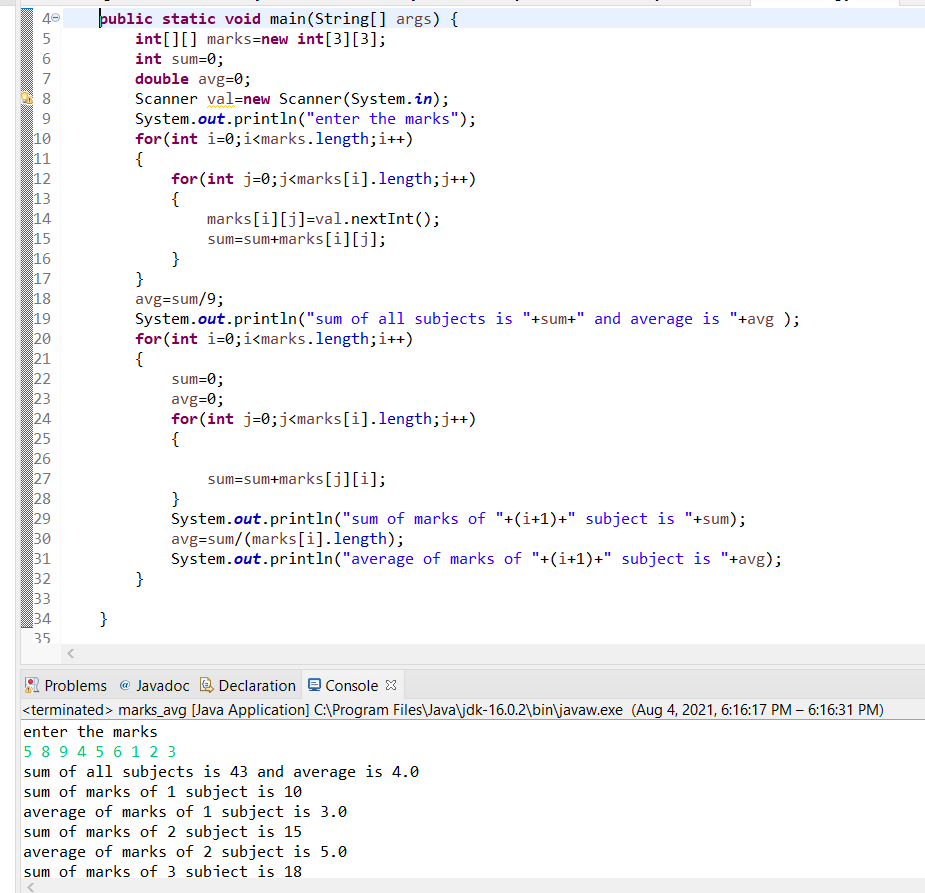 4 public static void main(String[] args) {
5 int[][] marks=new int[3][3];
6 int sum=0;
7 double avg=0;
8 Scanner val=new Scanner(System.in);
9 System.out.println("enter the marks");
10 for(int i=0;i<marks.length;i++)
11 {
12 for(int j=0;j<marks[i].length;j++)
13 {
14 marks[i][j]=val.nextInt();
15 sum=sum+marks[i][j];
16 }
17 }
18 avg=sum/9;
19 System.out.println("sum of all subjects is "+sum+" and average is "+avg );
20 for(int i=0;i<marks.length;i++)
21 {
22 sum=0;
23 avg=0;
24 for(int j=0;j<marks[i].length;j++)
25 {
26
27 sum=sum+marks[j][i];
28 }
29 System.out.println("sum of marks of "+(i+1)+" subject is "+sum);
30 avg=sum/(marks[i].length);
31 System.out.println("average of marks of "+(i+1)+" subject is "+avg);
32 }
33
34 }
35
Problems @ Javadoc Declaration Console
<terminated> marks_avg [Java Application] C:\Program Files\Java\jdk-16.0.2\bin\javaw.exe (Aug 4, 2021, 6:16:17 PM – 6:16:31 PM)
enter the marks
5 8 9 4 5 6 1 2 3
sum of all subjects is 43 and average is 4.0
sum of marks of 1 subject is 10
average of marks of 1 subject is 3.0
sum of marks of 2 subject is 15
average of marks of 2 subject is 5.0
sum of marks of 3 subject is 18